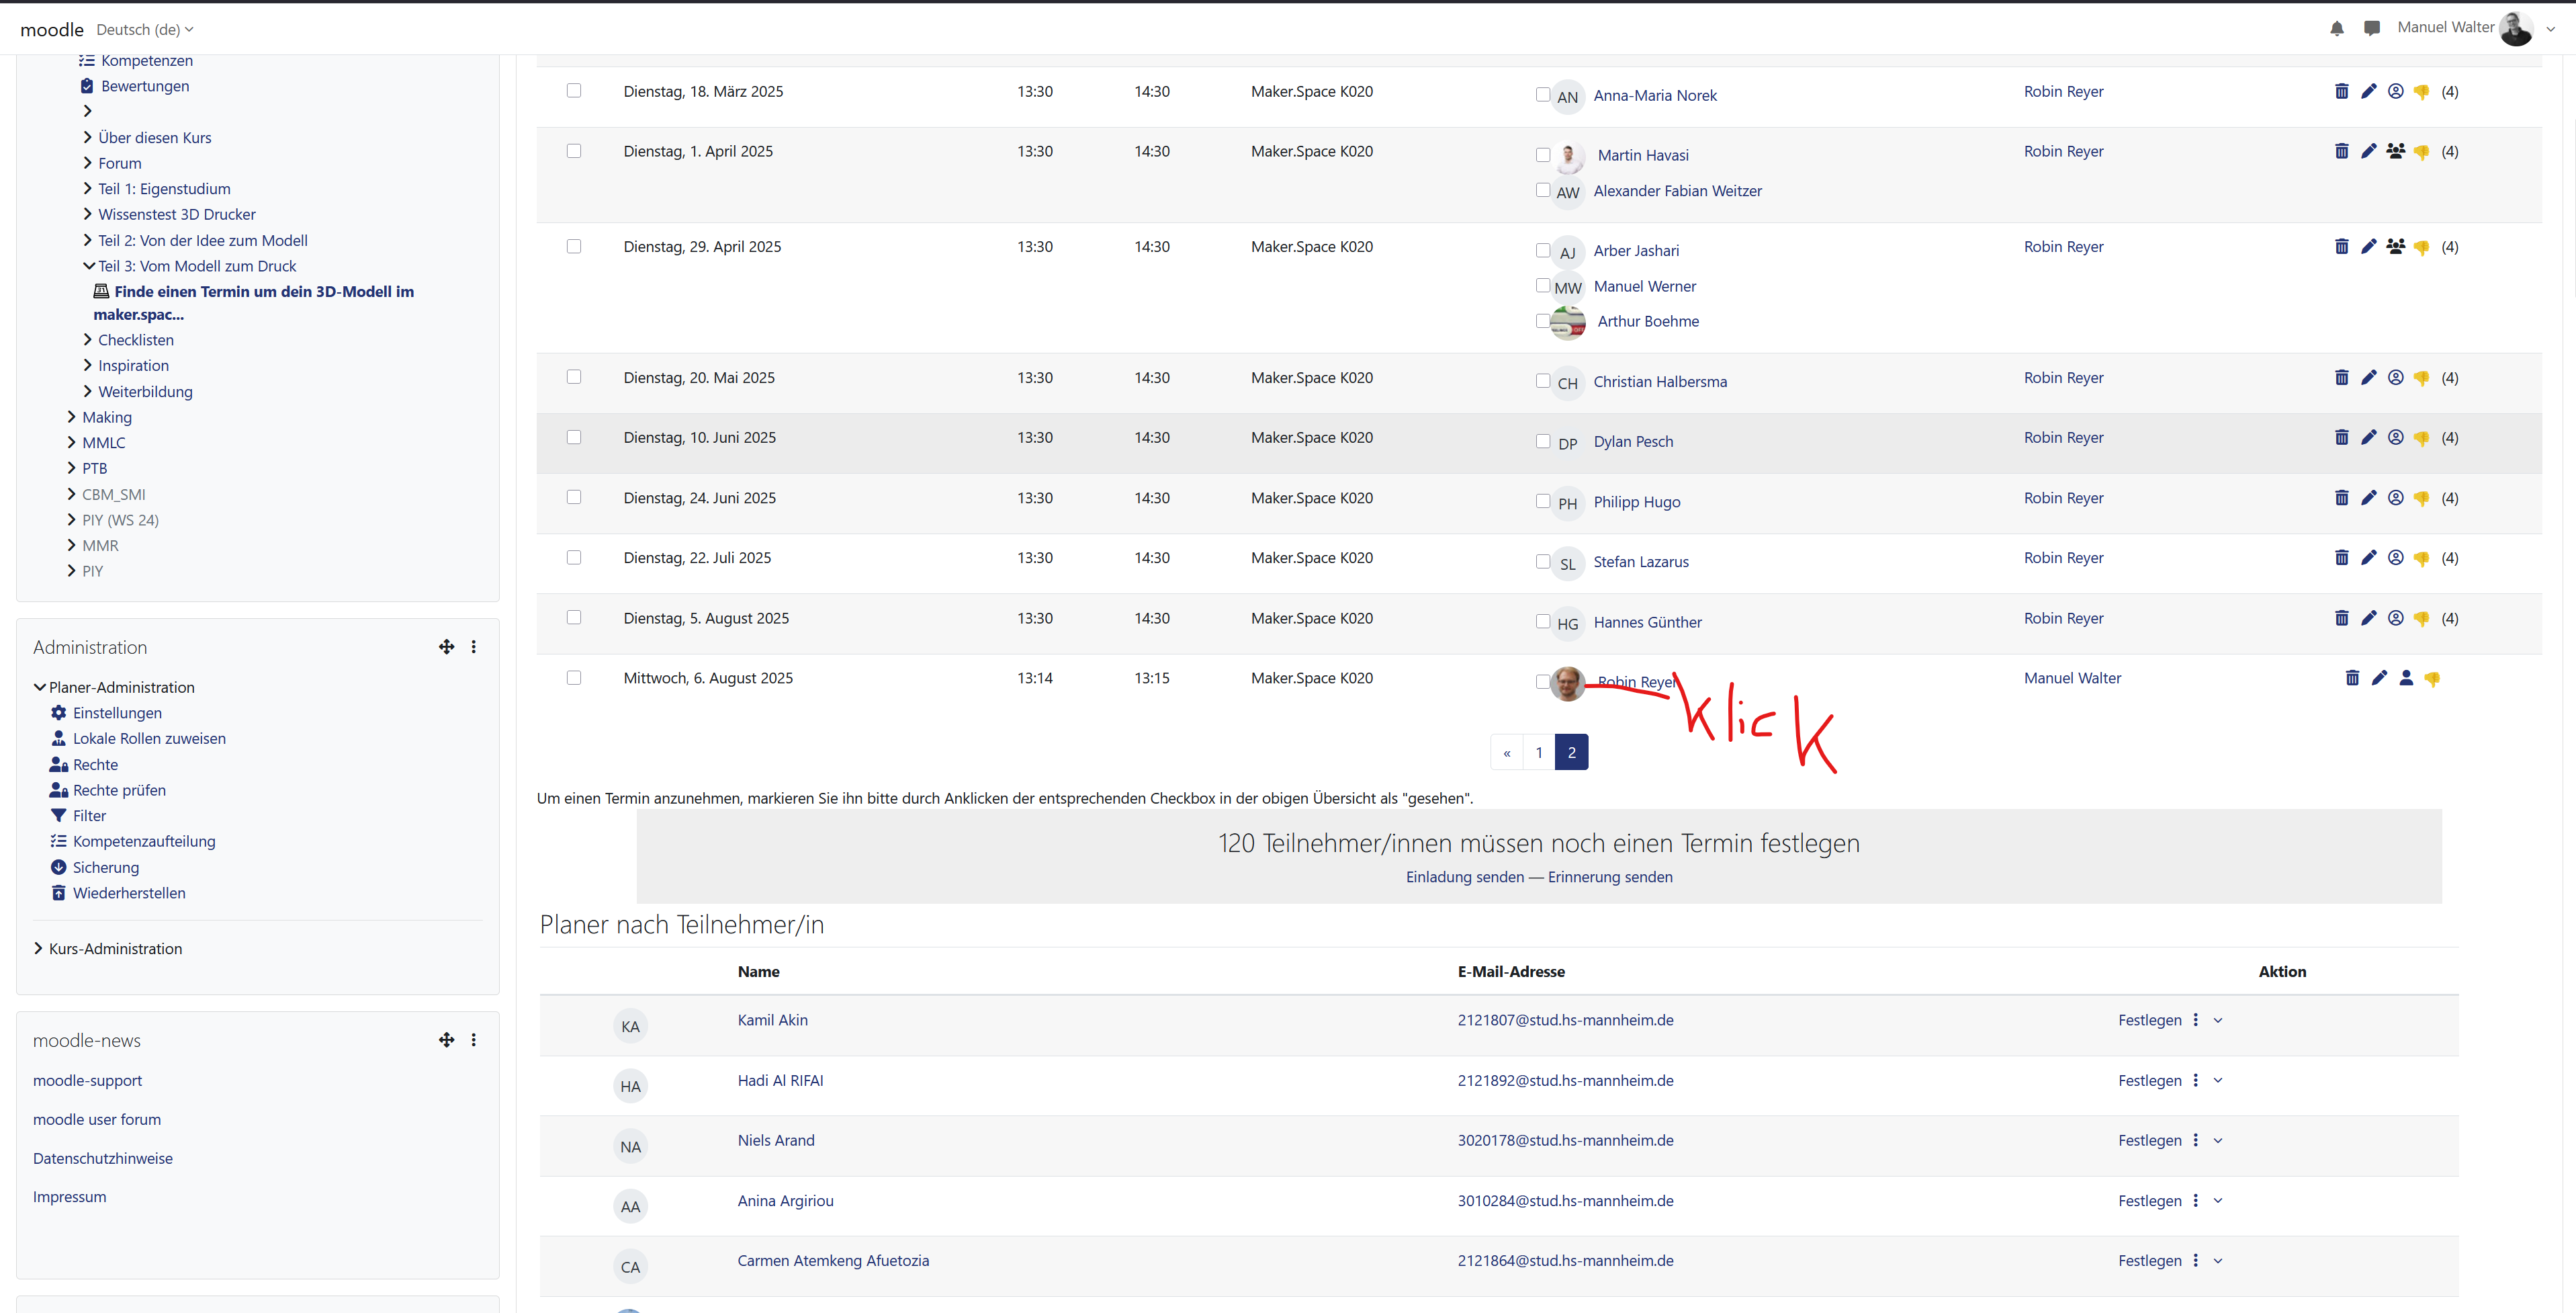 moodle Deutsch (de) Manuel Walter
Kompetenzen
Bewertungen
Über diesen Kurs
Forum
Teil 1: Eigenstudium
Wissenstest 3D Drucker
Teil 2: Von der Idee zum Modell
Teil 3: Vom Modell zum Druck
Finde einen Termin um dein 3D-Modell im
maker.spac...
Checklisten
Inspiration
Weiterbildung
Making
MMLC
PTB
CBM_SMI
PIY (WS 24)
MMR
PIY
Administration
Planer-Administration
Einstellungen
Lokale Rollen zuweisen
Rechte
Rechte prüfen
Filter
Kompetenzaufteilung
Sicherung
Wiederherstellen
Kurs-Administration
moodle-news
moodle-support
moodle user forum
Datenschutzhinweise
Impressum
Dienstag, 18. März 2025 13:30 14:30 Maker.Space K020 AN Anna-Maria Norek Robin Reyer (4)
Dienstag, 1. April 2025 13:30 14:30 Maker.Space K020 Martin Havasi Robin Reyer (4)
AW Alexander Fabian Weitzer
Dienstag, 29. April 2025 13:30 14:30 Maker.Space K020 AJ Arber Jashari Robin Reyer (4)
MW Manuel Werner
Arthur Boehme
Dienstag, 20. Mai 2025 13:30 14:30 Maker.Space K020 CH Christian Halbersma Robin Reyer (4)
Dienstag, 10. Juni 2025 13:30 14:30 Maker.Space K020 DP Dylan Pesch Robin Reyer (4)
Dienstag, 24. Juni 2025 13:30 14:30 Maker.Space K020 PH Philipp Hugo Robin Reyer (4)
Dienstag, 22. Juli 2025 13:30 14:30 Maker.Space K020 SL Stefan Lazarus Robin Reyer (4)
Dienstag, 5. August 2025 13:30 14:30 Maker.Space K020 HG Hannes Günther Robin Reyer (4)
Mittwoch, 6. August 2025 13:14 13:15 Maker.Space K020 Robin Reyer Manuel Walter
klick
« 1 2
Um einen Termin anzunehmen, markieren Sie ihn bitte durch Anklicken der entsprechenden Checkbox in der obigen Übersicht als "gesehen".
120 Teilnehmer/innen müssen noch einen Termin festlegen
Einladung senden — Erinnerung senden
Planer nach Teilnehmer/in
Name E-Mail-Adresse Aktion
KA Kamil Akin 2121807@stud.hs-mannheim.de Festlegen
HA Hadi Al RIFAI 2121892@stud.hs-mannheim.de Festlegen
NA Niels Arand 3020178@stud.hs-mannheim.de Festlegen
AA Anina Argiriou 3010284@stud.hs-mannheim.de Festlegen
CA Carmen Atemkeng Afuetozia 2121864@stud.hs-mannheim.de Festlegen